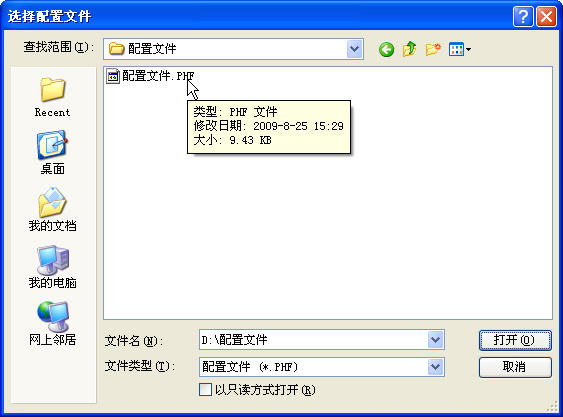 选择配置文件
查找范围(I):
配置文件
配置文件.PHF
类型: PHF 文件
修改日期: 2009-8-25 15:29
大小: 9.43 KB
Recent
桌面
我的文档
我的电脑
网上邻居
文件名(N):
D:\配置文件
打开(O)
文件类型(T):
配置文件 (*.PHF)
取消
以只读方式打开(R)